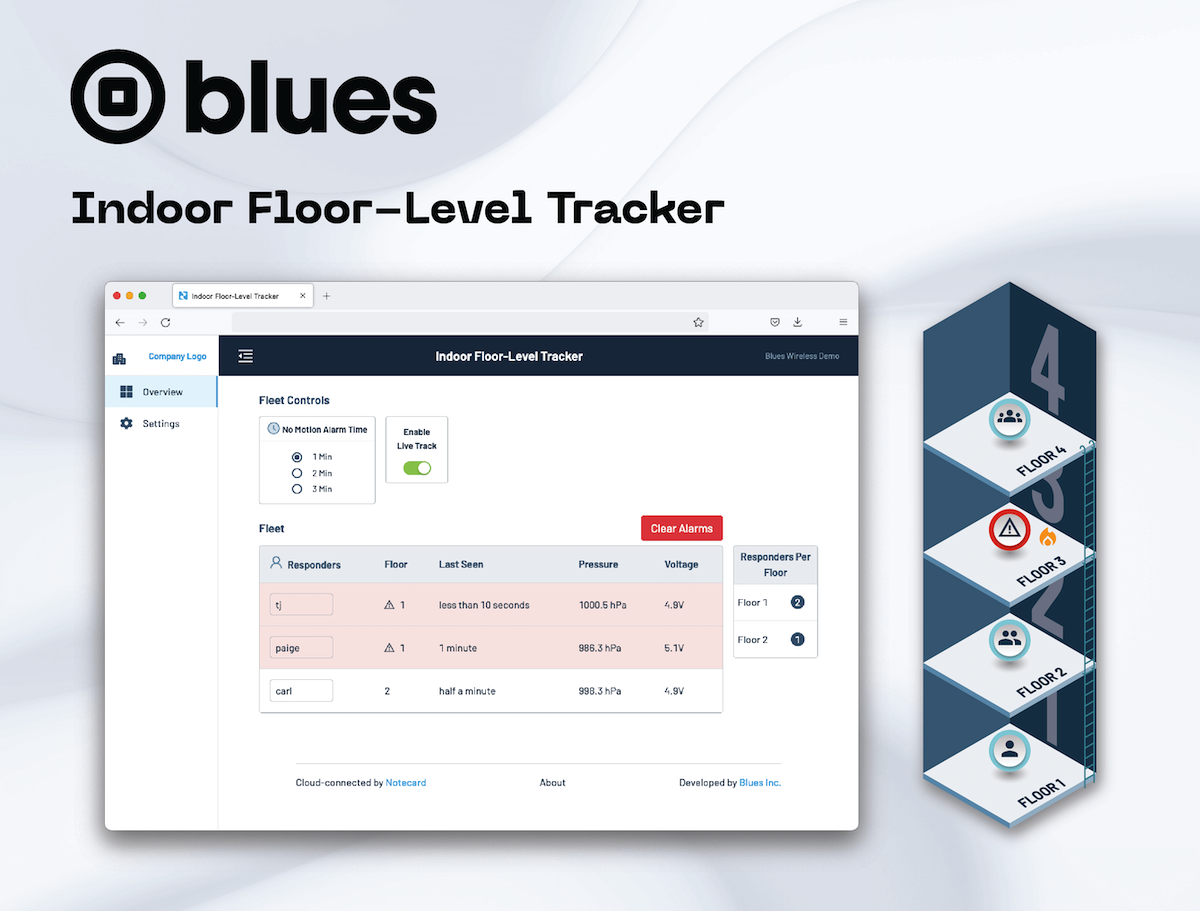 blues
Indoor Floor-Level Tracker
Indoor Floor-Level Tracker
Company Logo
Indoor Floor-Level Tracker
Blues Wireless Demo
Overview
Settings
Fleet Controls
No Motion Alarm Time
1 Min
2 Min
3 Min
Enable
Live Track
Fleet
Clear Alarms
Responders Floor Last Seen Pressure Voltage
tj 1 less than 10 seconds 1000.5 hPa 4.9V
paige 1 1 minute 986.3 hPa 5.1V
carl 2 half a minute 998.3 hPa 4.9V
Responders Per
Floor
Floor 1 2
Floor 2 1
Cloud-connected by Notecard
About
Developed by Blues Inc.
4
FLOOR 4
3
FLOOR 3
2
FLOOR 2
1
FLOOR 1